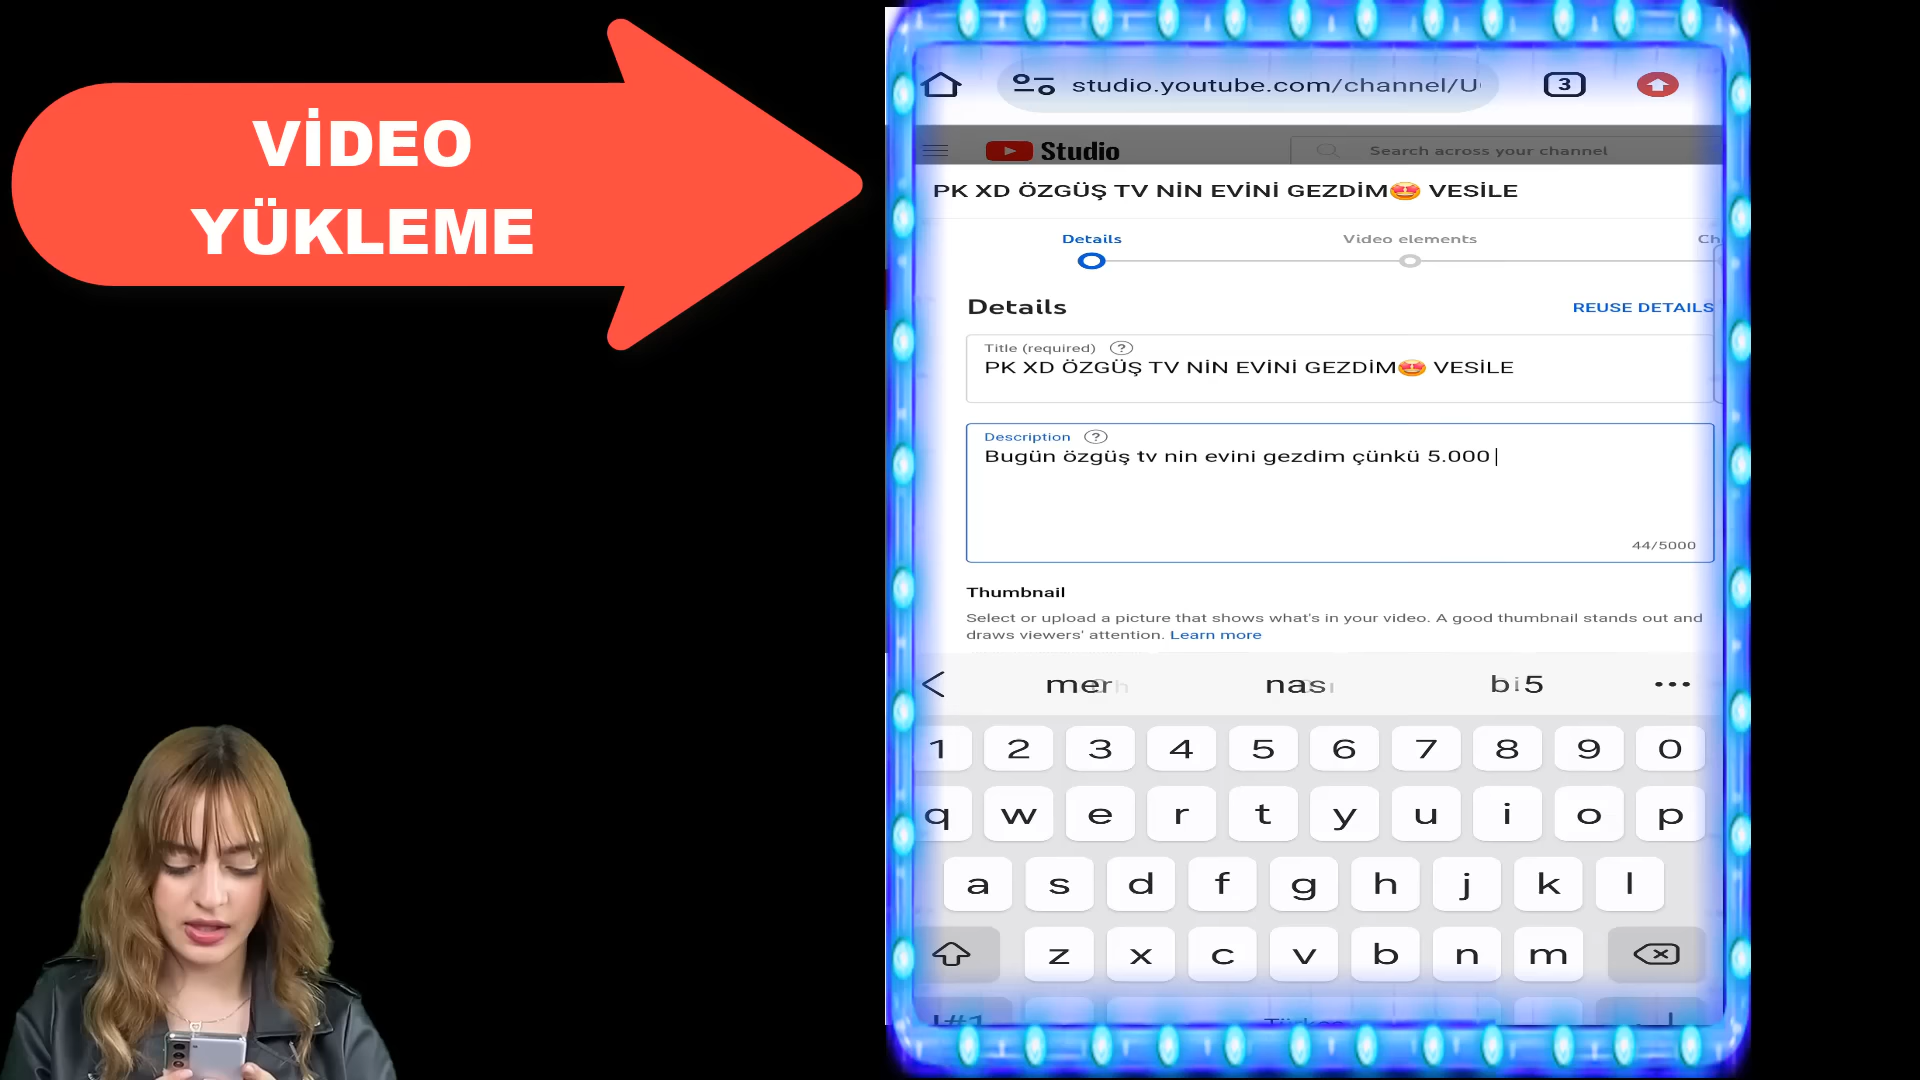 VİDEO
YÜKLEME
studio.youtube.com/channel/U
3
Studio
Search across your channel
PK XD ÖZGÜŞ TV NİN EVİNİ GEZDİM🤩 VESİLE
Details
Video elements
Ch
Details
REUSE DETAILS
Title (required) ?
PK XD ÖZGÜŞ TV NİN EVİNİ GEZDİM🤩 VESİLE
Description ?
Bugün özgüş tv nin evini gezdim çünkü 5.000
44/5000
Thumbnail
Select or upload a picture that shows what's in your video. A good thumbnail stands out and
draws viewers' attention. Learn more
1 2 3 4 5 6 7 8 9 0
q w e r t y u i o p
a s d f g h j k l
z x c v b n m
!#1
Türkçe